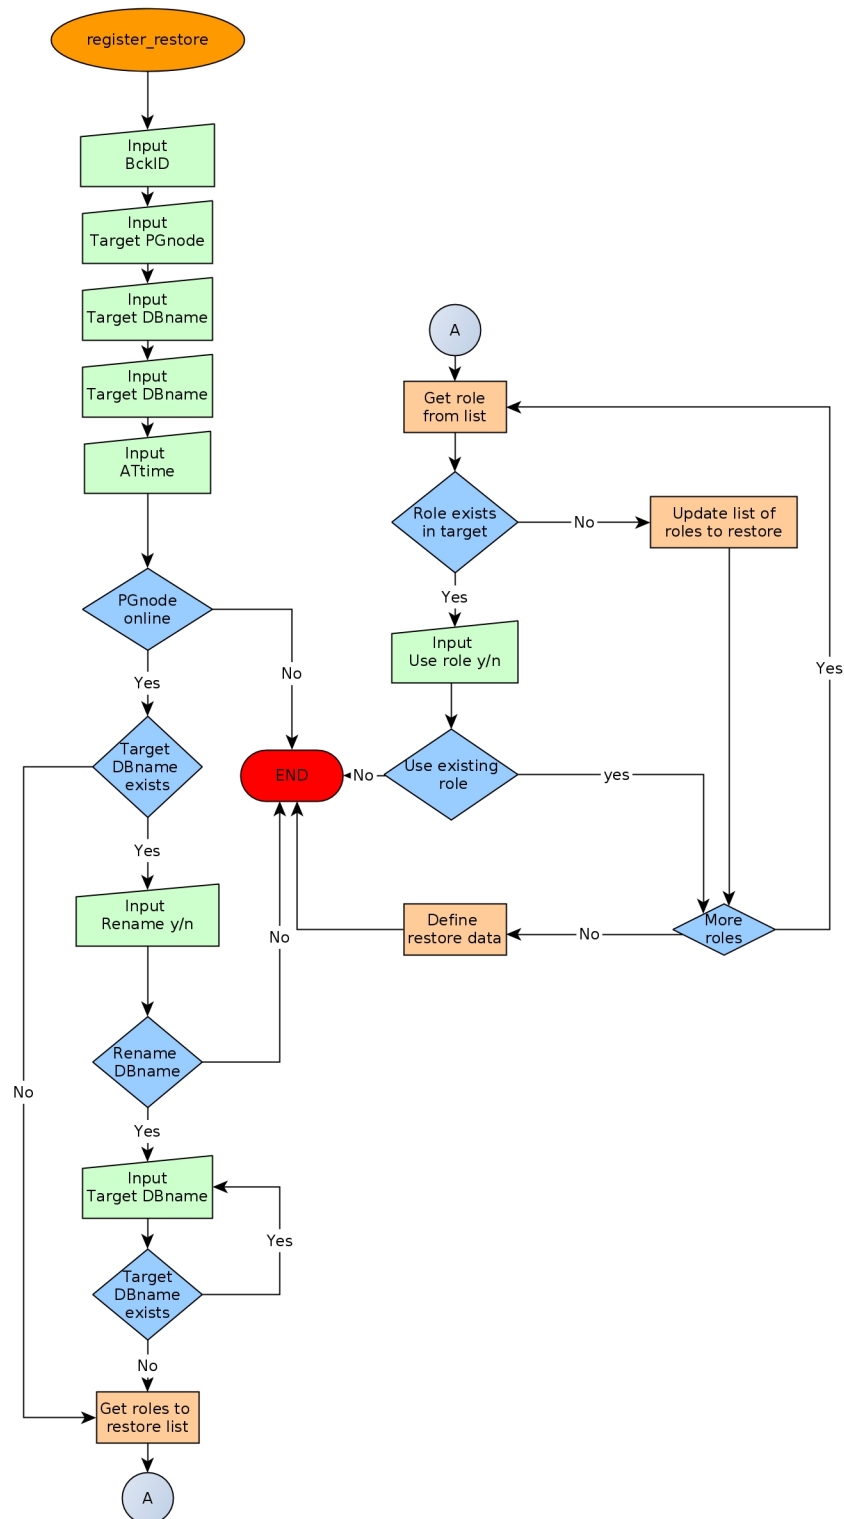 register_restore
Input
BckID
Input
Target PGnode
Input
Target DBname
Input
Target DBname
Input
ATtime
PGnode
online
No
Yes
Target
DBname
exists
Yes
Input
Rename y/n
No
Rename
DBname
No
Yes
Input
Target DBname
Yes
Target
DBname
exists
No
Get roles to
restore list
A
A
Get role
from list
Role exists
in target
No
Update list of
roles to restore
Yes
Input
Use role y/n
Yes
END
No
Use existing
role
yes
More
roles
No
Define
restore data